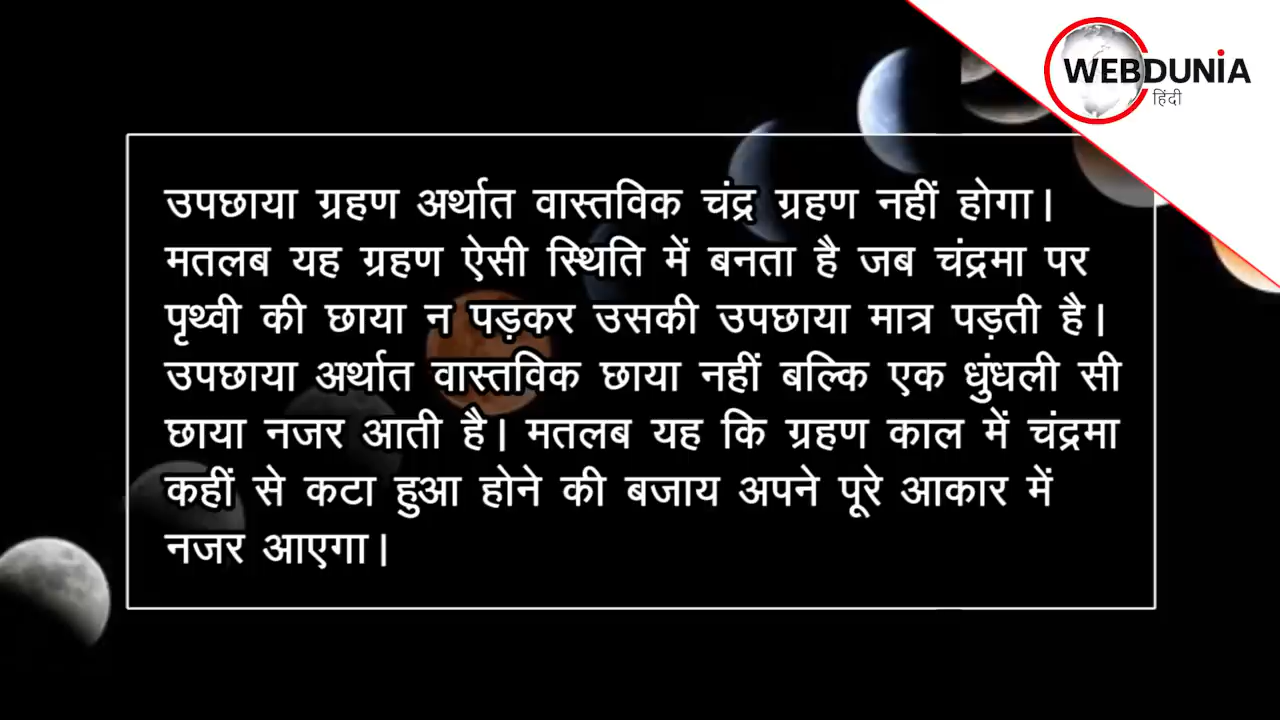 WEBDUNIA
हिंदी
उपछाया ग्रहण अर्थात वास्तविक चंद्र ग्रहण नहीं होगा।
मतलब यह ग्रहण ऐसी स्थिति में बनता है जब चंद्रमा पर
पृथ्वी की छाया न पड़कर उसकी उपछाया मात्र पड़ती है।
उपछाया अर्थात वास्तविक छाया नहीं बल्कि एक धुंधली सी
छाया नजर आती है। मतलब यह कि ग्रहण काल में चंद्रमा
कहीं से कटा हुआ होने की बजाय अपने पूरे आकार में
नजर आएगा।